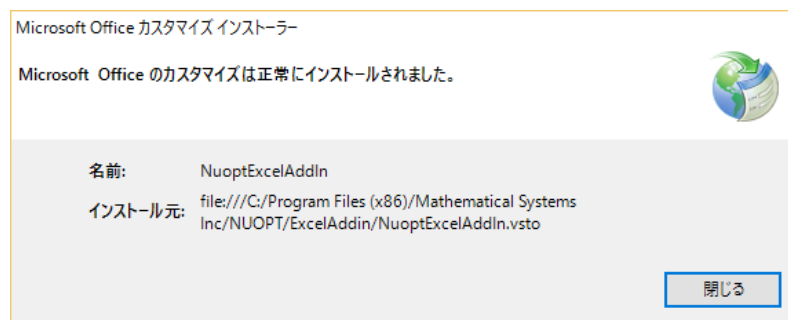 Microsoft Office カスタマイズ インストーラー
Microsoft Office のカスタマイズは正常にインストールされました。
名前: NuoptExcelAddIn
インストール元: file:///C:/Program Files (x86)/Mathematical Systems
Inc/NUOPT/ExcelAddin/NuoptExcelAddIn.vsto
閉じる